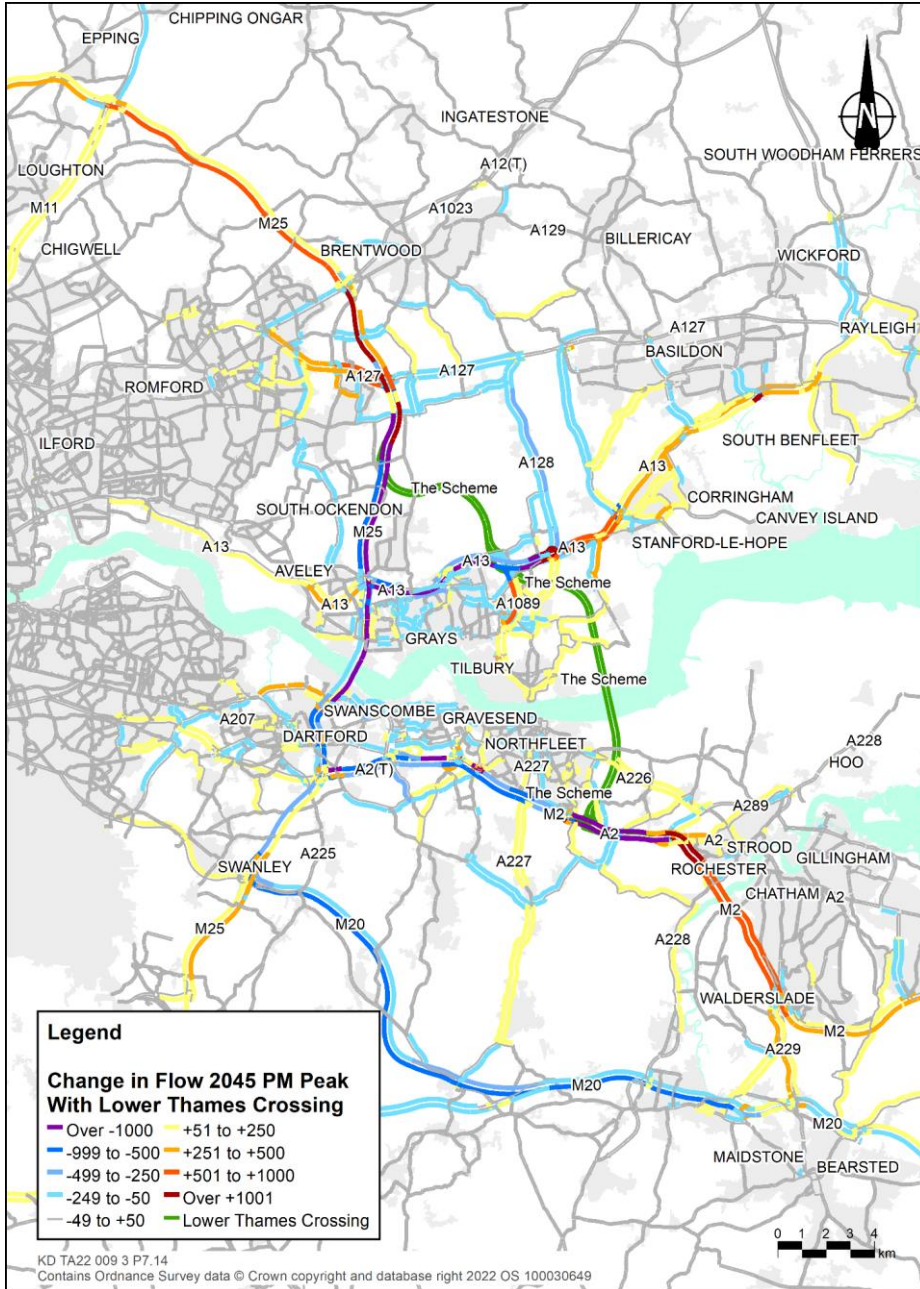 CHIPPING ONGAR
EPPING
INGATESTONE
N
SOUTH WOODHAM FERRERS
A12(T)
LOUGHTON
M11
A1023
M25
A129
BILLERICAY
CHIGWELL
BRENTWOOD
WICKFORD
RAYLEIGH
A127
BASILDON
A127
A127
ROMFORD
ILFORD
SOUTH BENFLEET
A13
A128
The Scheme
CORRINGHAM
SOUTH OCKENDON
CANVEY ISLAND
M25
STANFORD-LE-HOPE
A13
A13
A13
AVELEY
The Scheme
A13
A13
A1089
GRAYS
TILBURY
The Scheme
SWANSCOMBE
A207
GRAVESEND
DARTFORD
NORTHFLEET
A228
HOO
A2(T)
A227
A226
The Scheme
A289
M2
A2
A2
STROOD
GILLINGHAM
SWANLEY
A225
A227
ROCHESTER
CHATHAM
A2
M20
M2
M25
A228
WALDERSLADE
M2
A229
M20
M20
MAIDSTONE
BEARSTED
Legend
Change in Flow 2045 PM Peak
With Lower Thames Crossing
Over -1000
+51 to +250
-999 to -500
+251 to +500
-499 to -250
+501 to +1000
-249 to -50
Over +1001
-49 to +50
Lower Thames Crossing
0 1 2 3 4
km
KD TA22 009 3 P7.14
Contains Ordnance Survey data © Crown copyright and database right 2022 OS 100030649